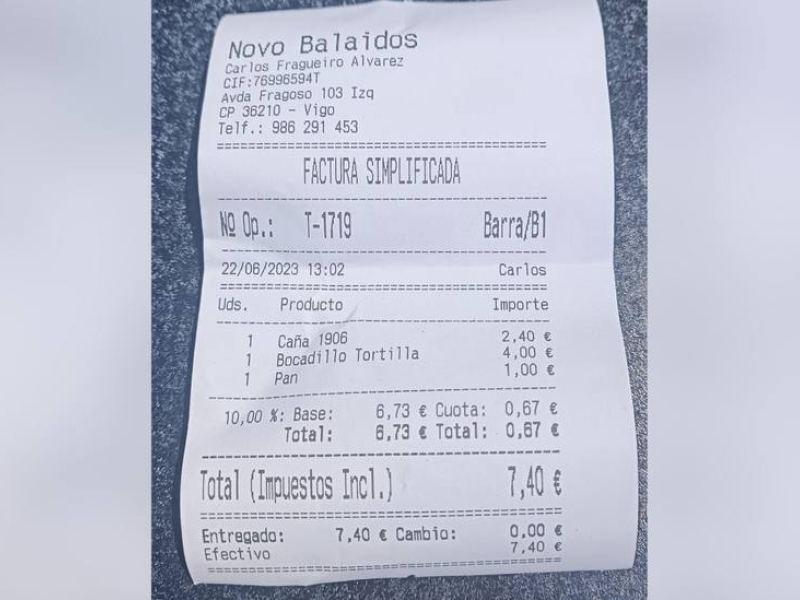 Novo Balaidos
Carlos Fragueiro Alvarez
CIF:76996594T
Avda Fragoso 103 Izq
CP 36210 - Vigo
Telf.: 986 291 453
FACTURA SIMPLIFICADA
Nº Op.: T-1719 Barra/B1
22/06/2023 13:02 Carlos
Uds. Producto Importe
1 Caña 1906 2,40 €
1 Bocadillo Tortilla 4,00 €
1 Pan 1,00 €
10,00 %: Base: 6,73 € Cuota: 0,67 €
Total: 6,73 € Total: 0,67 €
Total (Impuestos Incl.) 7,40 €
Entregado: 7,40 € Cambio: 0,00 €
Efectivo 7,40 €